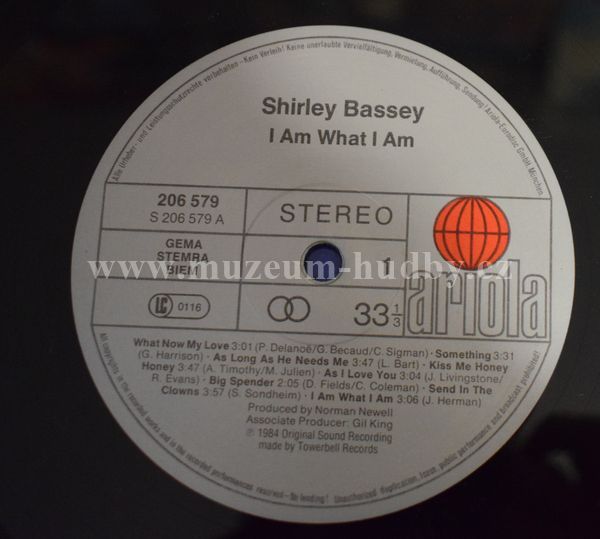 Alle Urheber- und Leistungsschutzrechte vorbehalten – Kein Verleih! Keine unerlaubte Vervielfältigung, Vermietung, Aufführung, Sendung! Ariola-Eurodisc GmbH, München
Shirley Bassey
I Am What I Am
206 579
S 206 579 A
STEREO
GEMA
STEMRA
BIEM
1
www.muzeum-hudby.cz
LC 0116
33 1/3
ariola
What Now My Love 3:01 (P. Delanoë/G. Becaud/C. Sigman) · Something 3:31
(G. Harrison) · As Long As He Needs Me 3:47 (L. Bart) · Kiss Me Honey
Honey 3:47 (A. Timothy/M. Julien) · As I Love You 3:04 (J. Livingstone/
R. Evans) · Big Spender 2:05 (D. Fields/C. Coleman) · Send In The
Clowns 3:57 (S. Sondheim) · I Am What I Am 3:06 (J. Herman)
Produced by Norman Newell
Associate Producer: Gil King
℗ 1984 Original Sound Recording
made by Towerbell Records
All copyrights in the recorded works and in the recorded performances reserved – No lending! Unauthorized duplication, lease, public performance and broadcast prohibited!